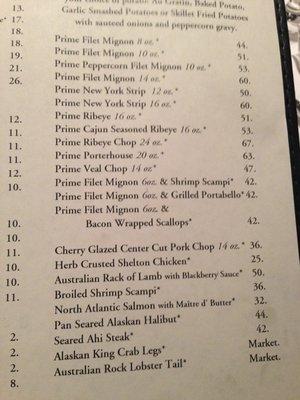 13.
* 17.
18.
18.
19.
21.
26.
12.
11.
11.
12.
10.
10.
10.
11.
10.
10.
11.
2.
2.
2.
8.
your choice of potato: Au Gratin, Baked Potato,
Garlic Smashed Potatoes or Skillet Fried Potatoes
with sauteed onions and peppercorn gravy.
Prime Filet Mignon 8 oz.* 44.
Prime Filet Mignon 10 oz.* 51.
Prime Peppercorn Filet Mignon 10 oz.* 53.
Prime Filet Mignon 14 oz.* 60.
Prime New York Strip 12 oz.* 50.
Prime New York Strip 16 oz.* 60.
Prime Ribeye 16 oz.* 51.
Prime Cajun Seasoned Ribeye 16 oz.* 53.
Prime Ribeye Chop 24 oz.* 67.
Prime Porterhouse 20 oz.* 63.
Prime Veal Chop 14 oz.* 47.
Prime Filet Mignon 6oz. & Shrimp Scampi* 42.
Prime Filet Mignon 6oz. & Grilled Portabello* 42.
Prime Filet Mignon 6oz. &
Bacon Wrapped Scallops* 42.
Cherry Glazed Center Cut Pork Chop 14 oz.* 36.
Herb Crusted Shelton Chicken* 25.
Australian Rack of Lamb with Blackberry Sauce* 50.
Broiled Shrimp Scampi* 36.
North Atlantic Salmon with Maitre d' Butter* 32.
Pan Seared Alaskan Halibut* 44.
Seared Ahi Steak* 42.
Alaskan King Crab Legs* Market.
Australian Rock Lobster Tail* Market.